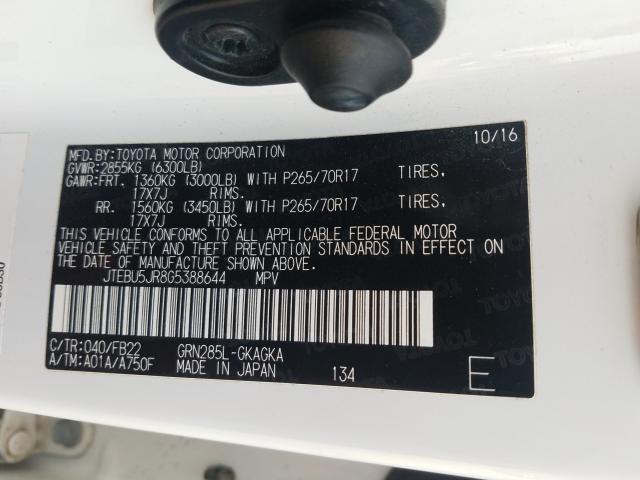 MFD.BY:TOYOTA MOTOR CORPORATION 10/16
GVWR:2855KG (6300LB)
GAWR:FRT. 1360KG (3000LB) WITH P265/70R17 TIRES,
17X7J RIMS.
RR. 1560KG (3450LB) WITH P265/70R17 TIRES,
17X7J RIMS.
THIS VEHICLE CONFORMS TO ALL APPLICABLE FEDERAL MOTOR
VEHICLE SAFETY AND THEFT PREVENTION STANDARDS IN EFFECT ON
THE DATE OF MANUFACTURE SHOWN ABOVE.
JTEBU5JR8G5388644 MPV
C/TR:040/FB22 GRN285L-GKAGKA
A/TM:A01A/A750F MADE IN JAPAN 134 E